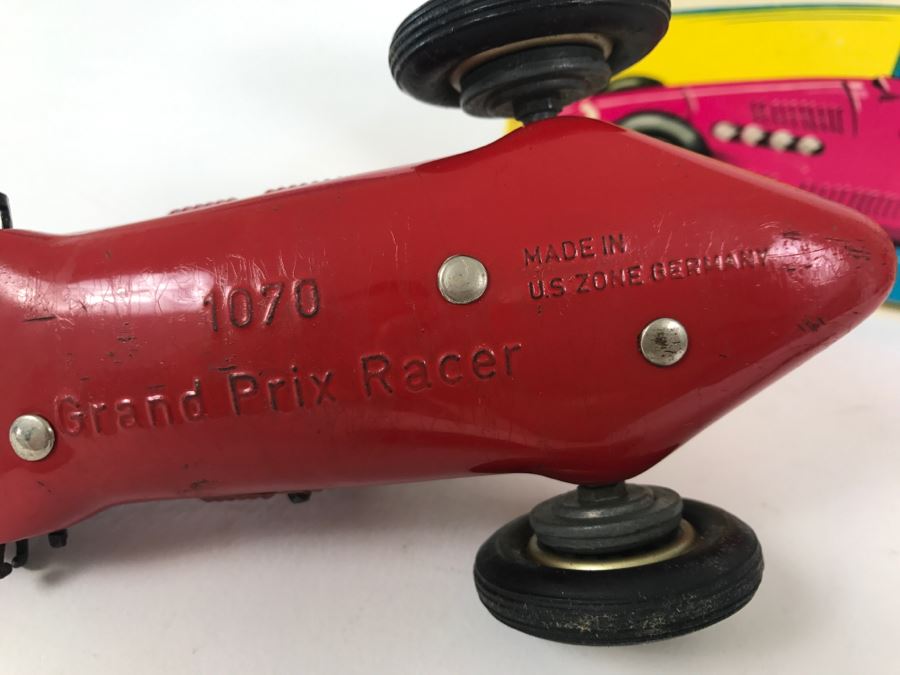 MADE IN
U.S ZONE GERMANY
1070
Grand Prix Racer